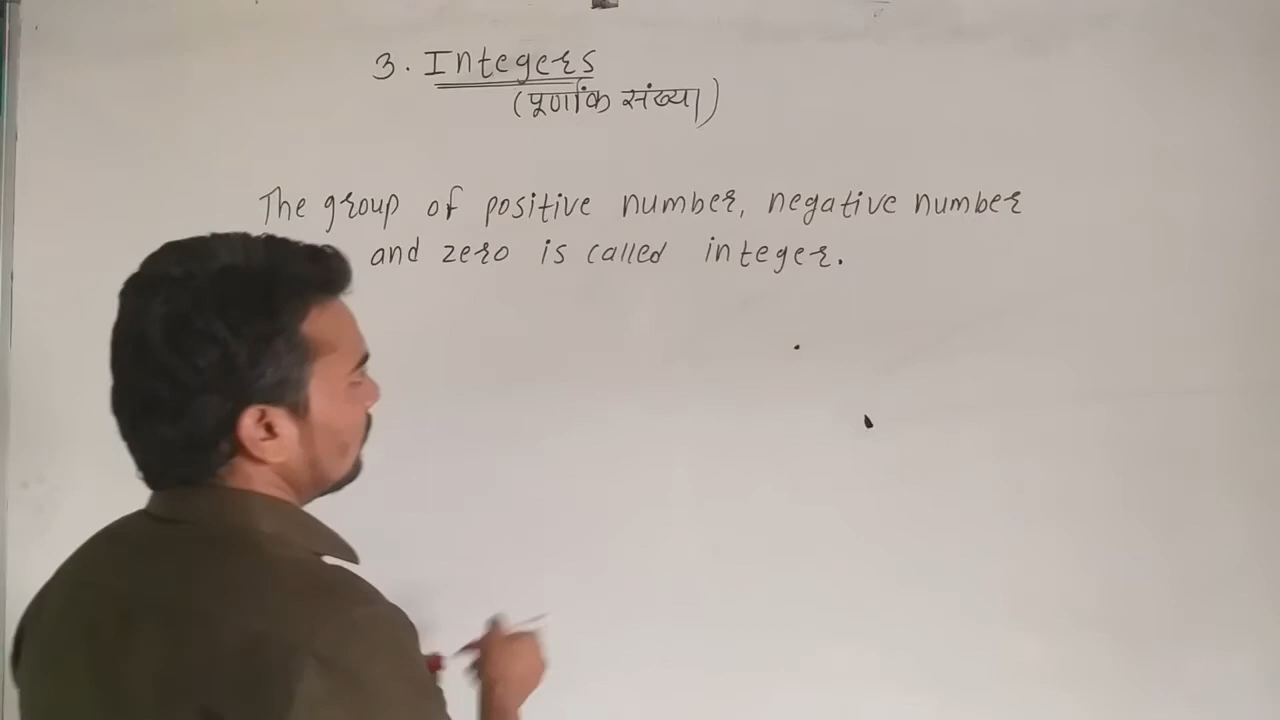 3. Integers
(पूर्णांक संख्या)
The group of positive number, negative number
and zero is called integer.